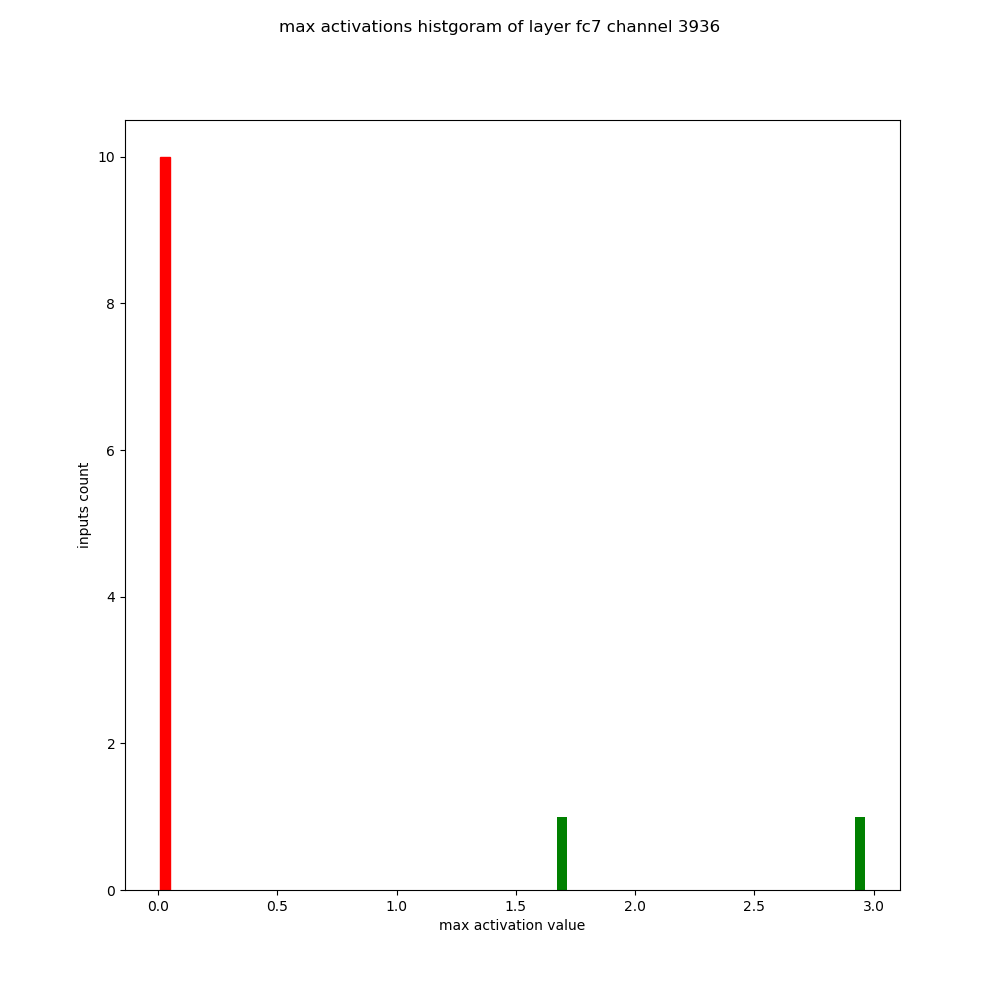 max activations histgoram of layer fc7 channel 3936
10
8
6
4
2
0
inputs count
0.0 0.5 1.0 1.5 2.0 2.5 3.0
max activation value